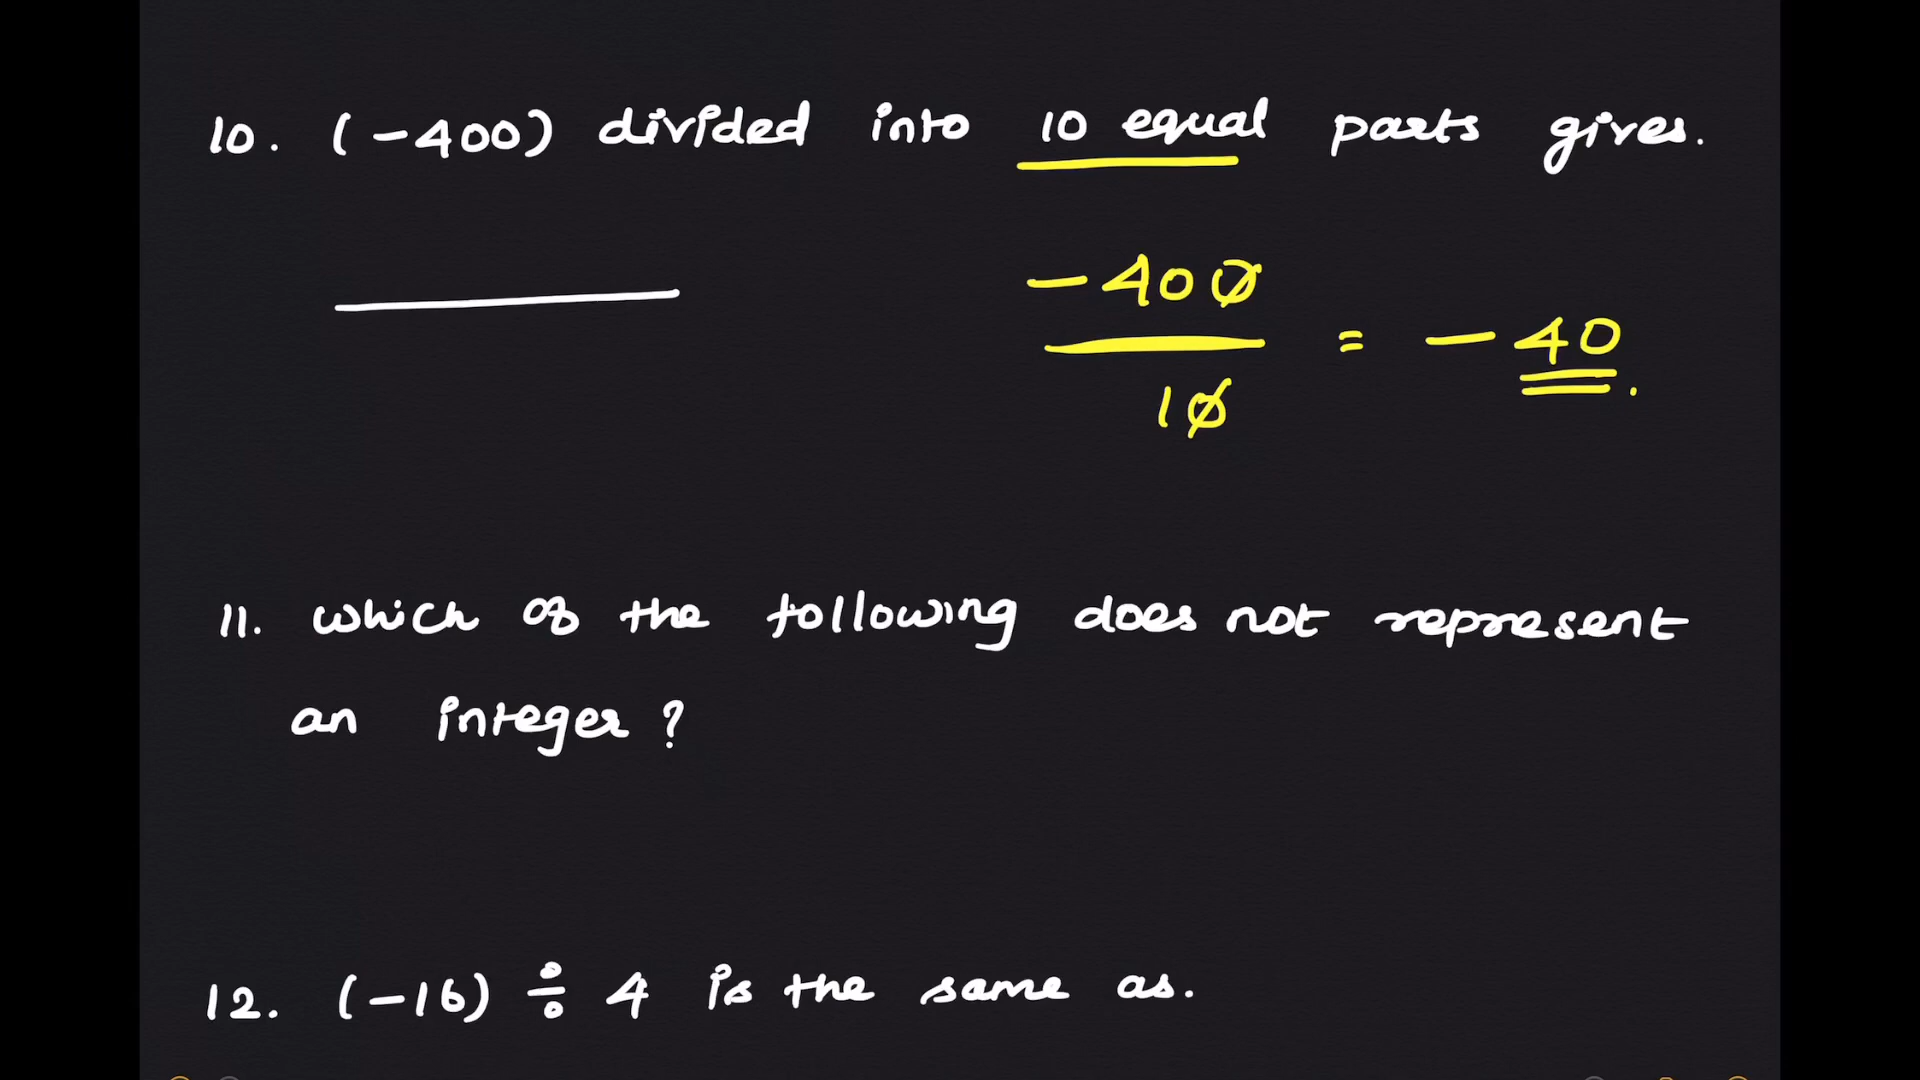 10. (-400) divided into 10 equal parts gives.
-400
10
= -40.
11. which of the following does not represent
an integer?
12. (-16) ÷ 4 is the same as.